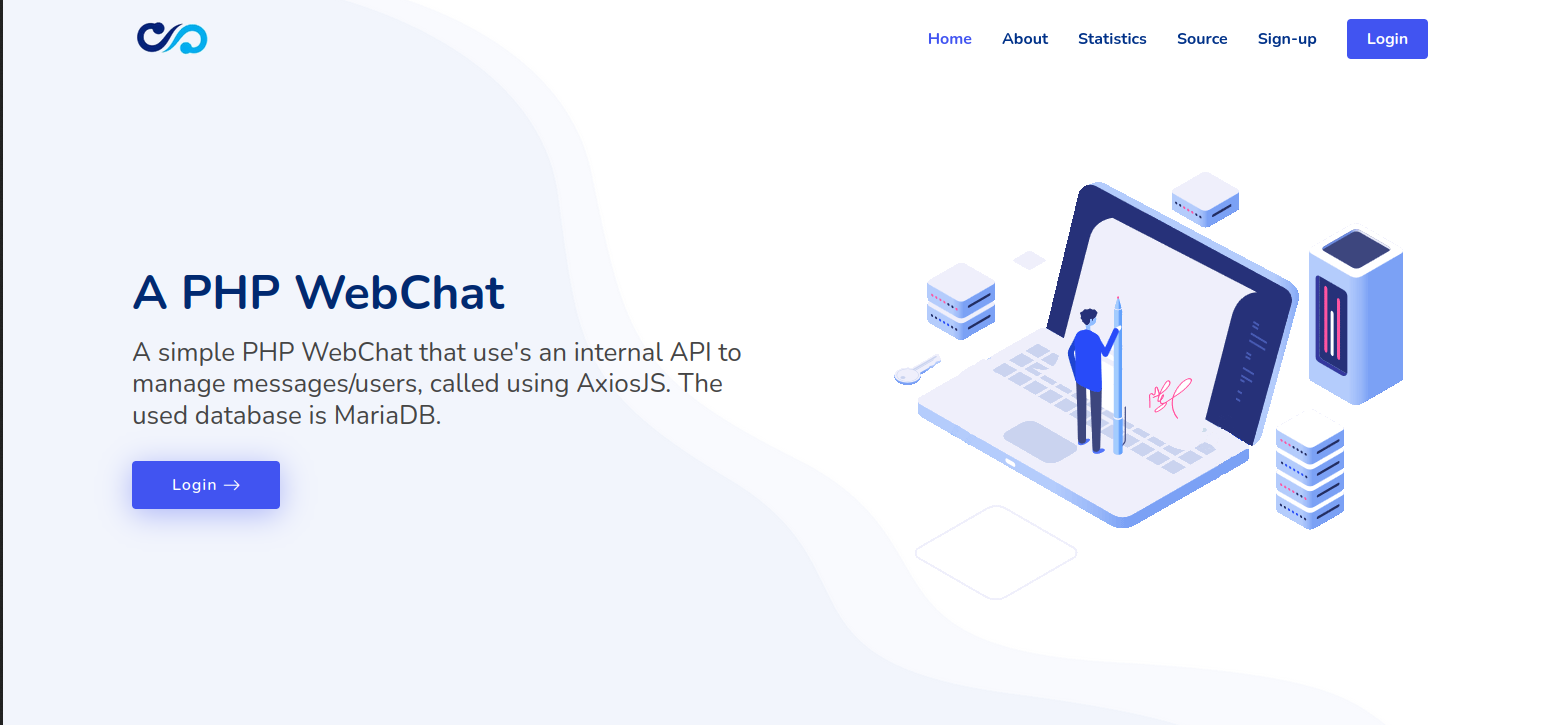 Home About Statistics Source Sign-up Login
A PHP WebChat
A simple PHP WebChat that use's an internal API to
manage messages/users, called using AxiosJS. The
used database is MariaDB.
Login →